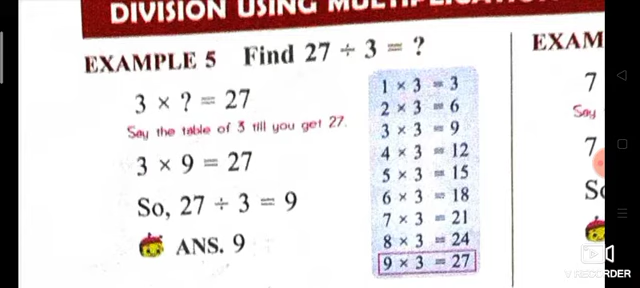 DIVISION USING MULTIPLICATION
EXAMPLE 5 Find 27 ÷ 3 = ?
3 × ? = 27
Say the table of 3 till you get 27.
3 × 9 = 27
So, 27 ÷ 3 = 9
ANS. 9
1 × 3 = 3
2 × 3 = 6
3 × 3 = 9
4 × 3 = 12
5 × 3 = 15
6 × 3 = 18
7 × 3 = 21
8 × 3 = 24
9 × 3 = 27
EXAM
7
Say
7
So
V RECORDER